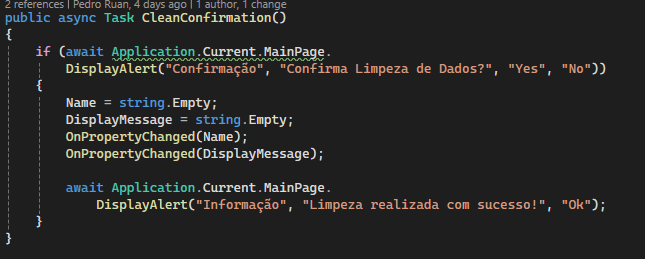 2 references | Pedro Ruan, 4 days ago | 1 author, 1 change
public async Task CleanConfirmation()
{
    if (await Application.Current.MainPage.
        DisplayAlert("Confirmação", "Confirma Limpeza de Dados?", "Yes", "No"))
    {
        Name = string.Empty;
        DisplayMessage = string.Empty;
        OnPropertyChanged(Name);
        OnPropertyChanged(DisplayMessage);

        await Application.Current.MainPage.
            DisplayAlert("Informação", "Limpeza realizada com sucesso!", "Ok");
    }
}